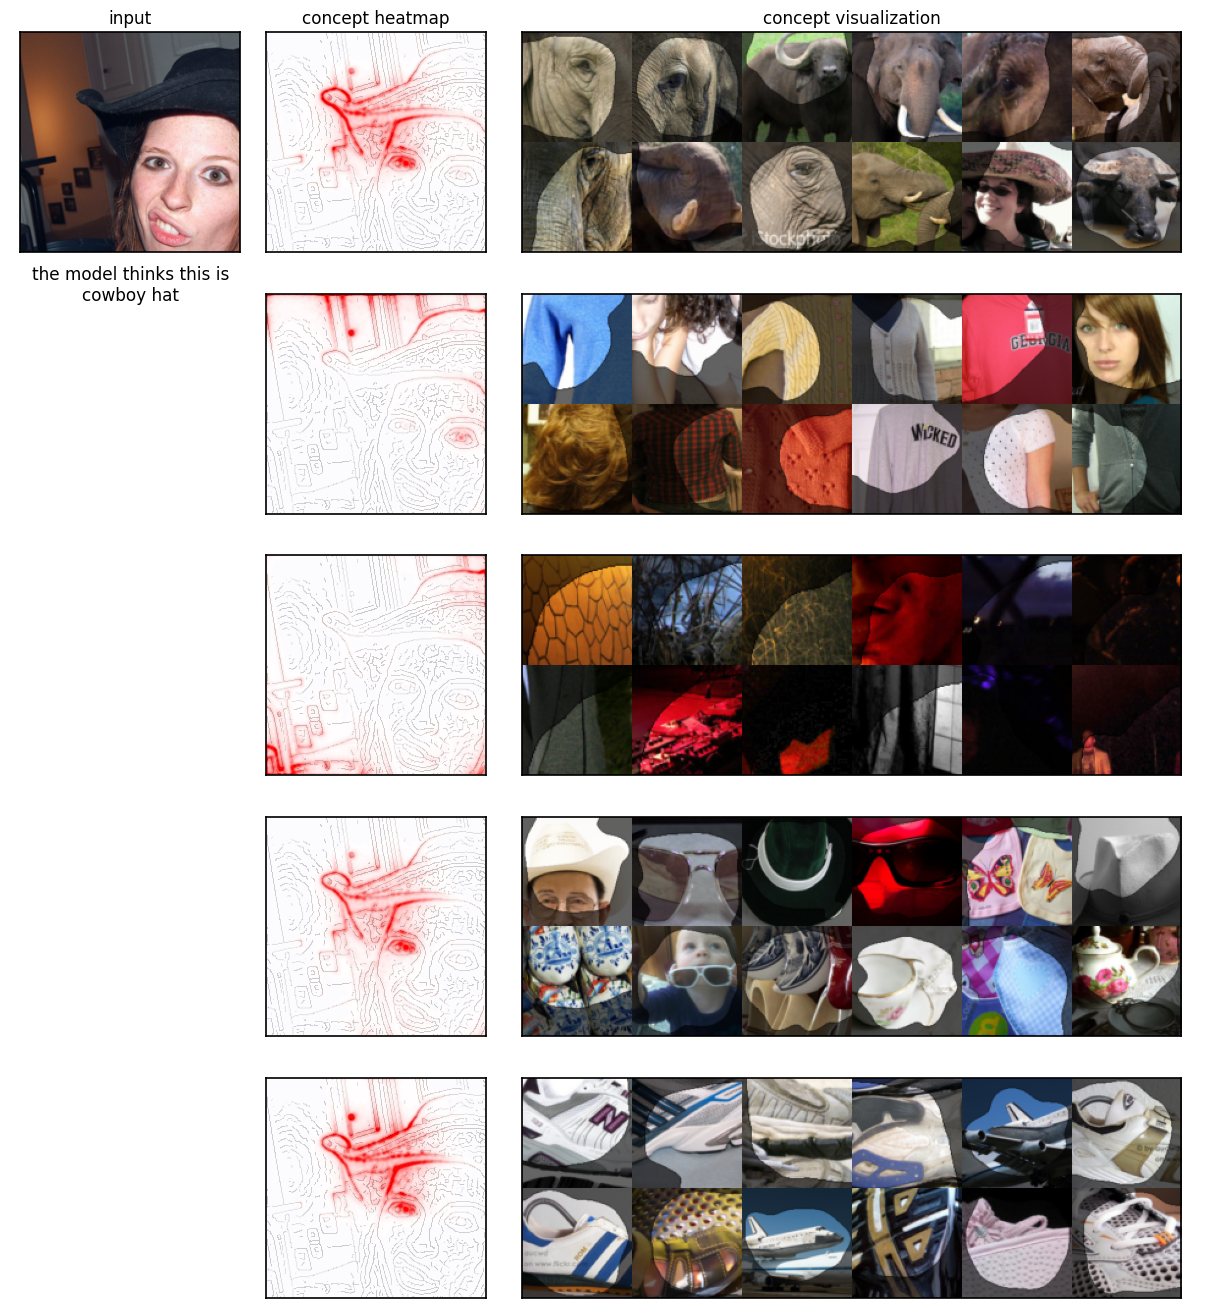 input
concept heatmap
concept visualization
the model thinks this is
cowboy hat
iStockphoto
GEORGIA
WICKED
N